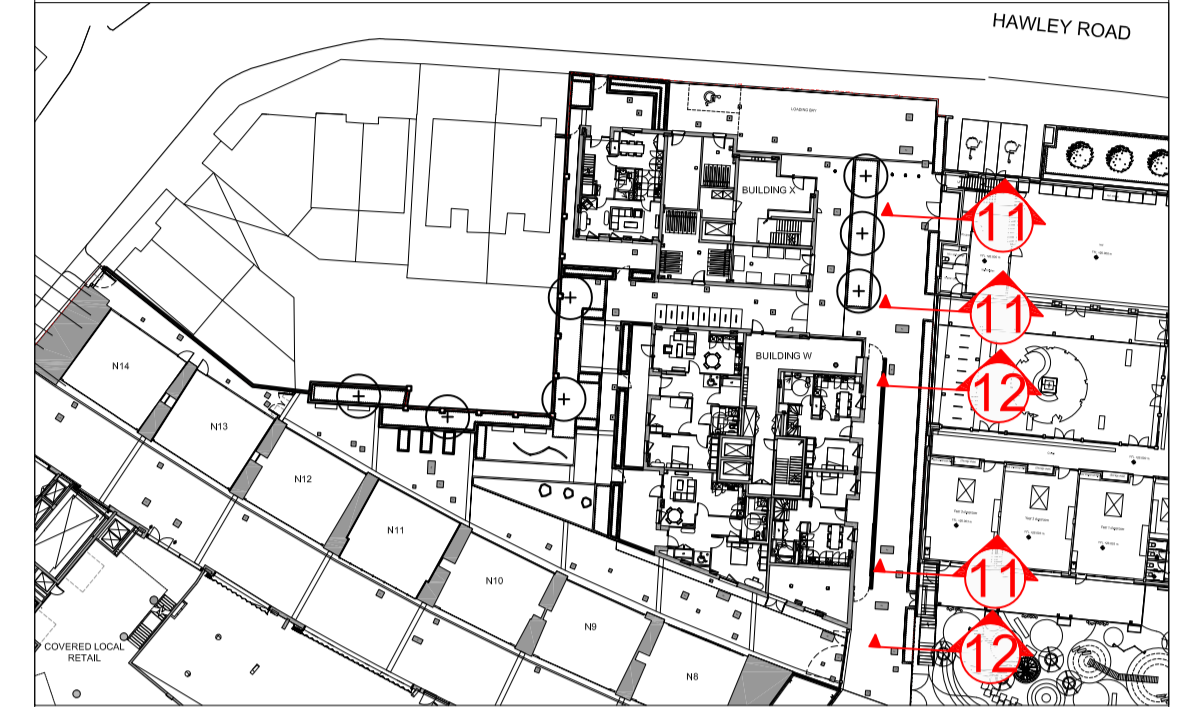 HAWLEY ROAD
LOADING BAY
BUILDING X
11
11
BUILDING W
12
N14
N13
N12
N11
N10
N9
N8
11
12
COVERED LOCAL
RETAIL